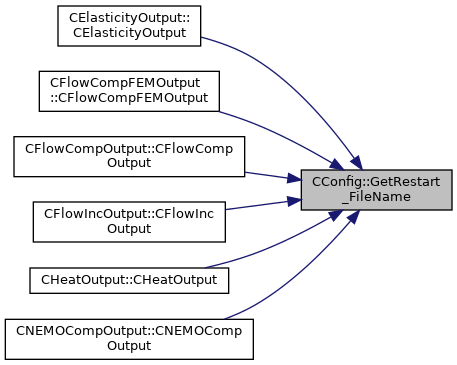 CElasticityOutput::
CElasticityOutput
CFlowCompFEMOutput
::CFlowCompFEMOutput
CFlowCompOutput::CFlowComp
Output
CFlowIncOutput::CFlowInc
Output
CHeatOutput::CHeatOutput
CNEMOCompOutput::CNEMOComp
Output
CConfig::GetRestart
_FileName